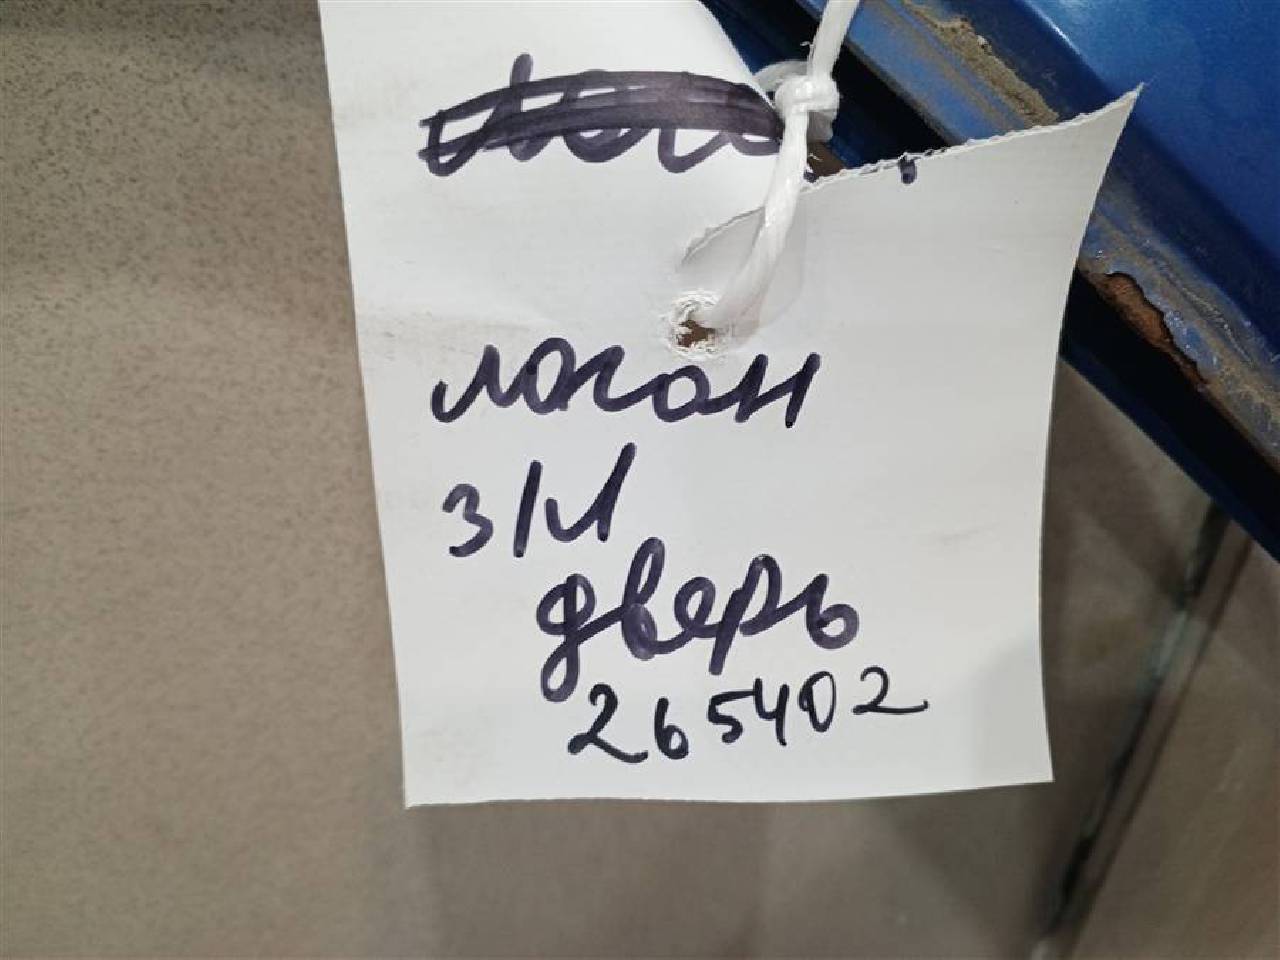 логан
з/л
дверь
265402